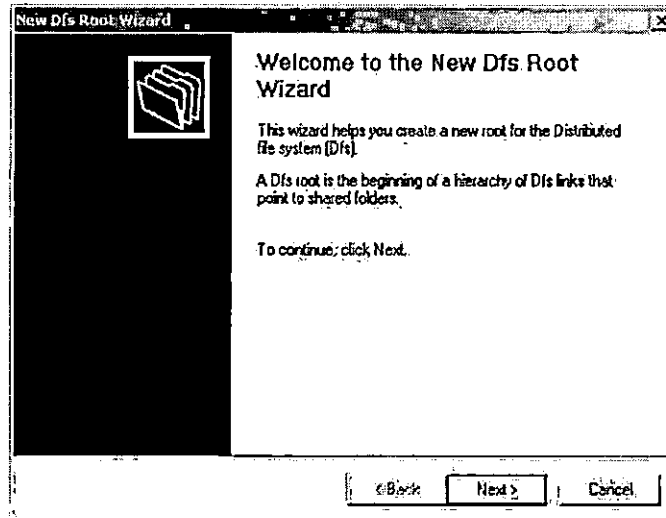 New Dfs Root Wizard
Welcome to the New Dfs Root
Wizard
This wizard helps you create a new root for the Distributed
file system (Dfs).
A Dfs root is the beginning of a hierarchy of Dfs links that
point to shared folders.
To continue, click Next.
< Back
Next >
Cancel